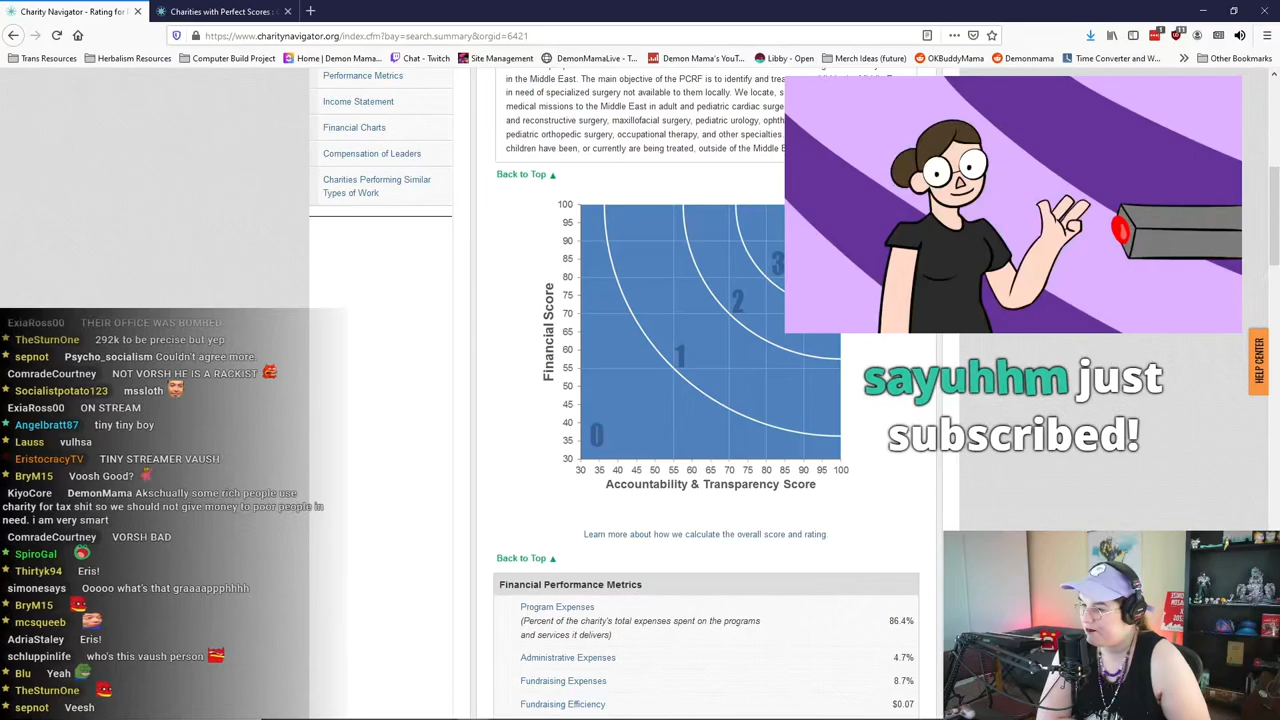 Charity Navigator - Rating for
Charities with Perfect Scores :
https://www.charitynavigator.org/index.cfm?bay=search.summary&orgid=6421
Trans Resources
Herbalism Resources
Computer Build Project
Home | Demon Mama...
Chat - Twitch
Site Management
DemonMamaLive - T...
Demon Mama's YouT...
Libby - Open
Merch Ideas (future)
OKBuddyMama
Demonmama
Time Converter and W...
Other Bookmarks
Performance Metrics
Income Statement
Financial Charts
Compensation of Leaders
Charities Performing Similar
Types of Work
in the Middle East. The main objective of the PCRF is to identify and trea
in need of specialized surgery not available to them locally. We locate, s
medical missions to the Middle East in adult and pediatric cardiac surge
and reconstructive surgery, maxillofacial surgery, pediatric urology, ophth
pediatric orthopedic surgery, occupational therapy, and other specialties.
children have been, or currently are being treated, outside of the Middle E
Back to Top ▲
100
95
90
85
80
75
70
65
60
55
50
45
40
35
30
Financial Score
3
2
1
0
30 35 40 45 50 55 60 65 70 75 80 85 90 95 100
Accountability & Transparency Score
Learn more about how we calculate the overall score and rating.
Back to Top ▲
Financial Performance Metrics
Program Expenses
(Percent of the charity's total expenses spent on the programs
and services it delivers)
86.4%
Administrative Expenses 4.7%
Fundraising Expenses 8.7%
Fundraising Efficiency $0.07
HELP CENTER
sayuhhm just
subscribed!
ExiaRoss00 THEIR OFFICE WAS BOMBED
TheSturnOne 292k to be precise but yep
sepnot Psycho_socialism Couldn't agree more.
ComradeCourtney NOT VORSH HE IS A RACKIST
Socialistpotato123 mssloth
ExiaRoss00 ON STREAM
Angelbratt87 tiny tiny boy
Lauss vulhsa
EristocracyTV TINY STREAMER VAUSH
BryM15 Voosh Good?
KiyoCore DemonMama Akschually some rich people use
charity for tax shit so we should not give money to poor people in
need. i am very smart
ComradeCourtney VORSH BAD
SpiroGal
Thirtyk94 Eris!
simonesays Ooooo what's that graaaappphhhh
BryM15
mcsqueeb
AdriaStaley Eris!
schluppinlife who's this vaush person
Blu Yeah
TheSturnOne
sepnot Veesh